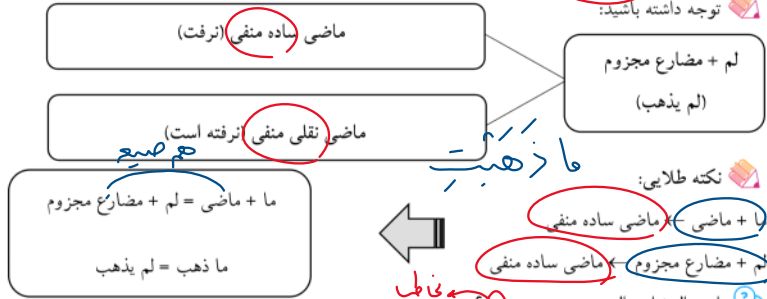 توجه داشته باشید:
لم + مضارع مجزوم
(لم یذهب)
ماضی ساده منفی (نرفت)
ماضی نقلی منفی (نرفته است)
ما ذَهَبْتِ
نکته طلایی:
ما + ماضی ← ماضی ساده منفی
لم + مضارع مجزوم ← ماضی ساده منفی
هم صیغه
ما + ماضی = لم + مضارع مجزوم
ما ذهب = لم یذهب
مخاطب